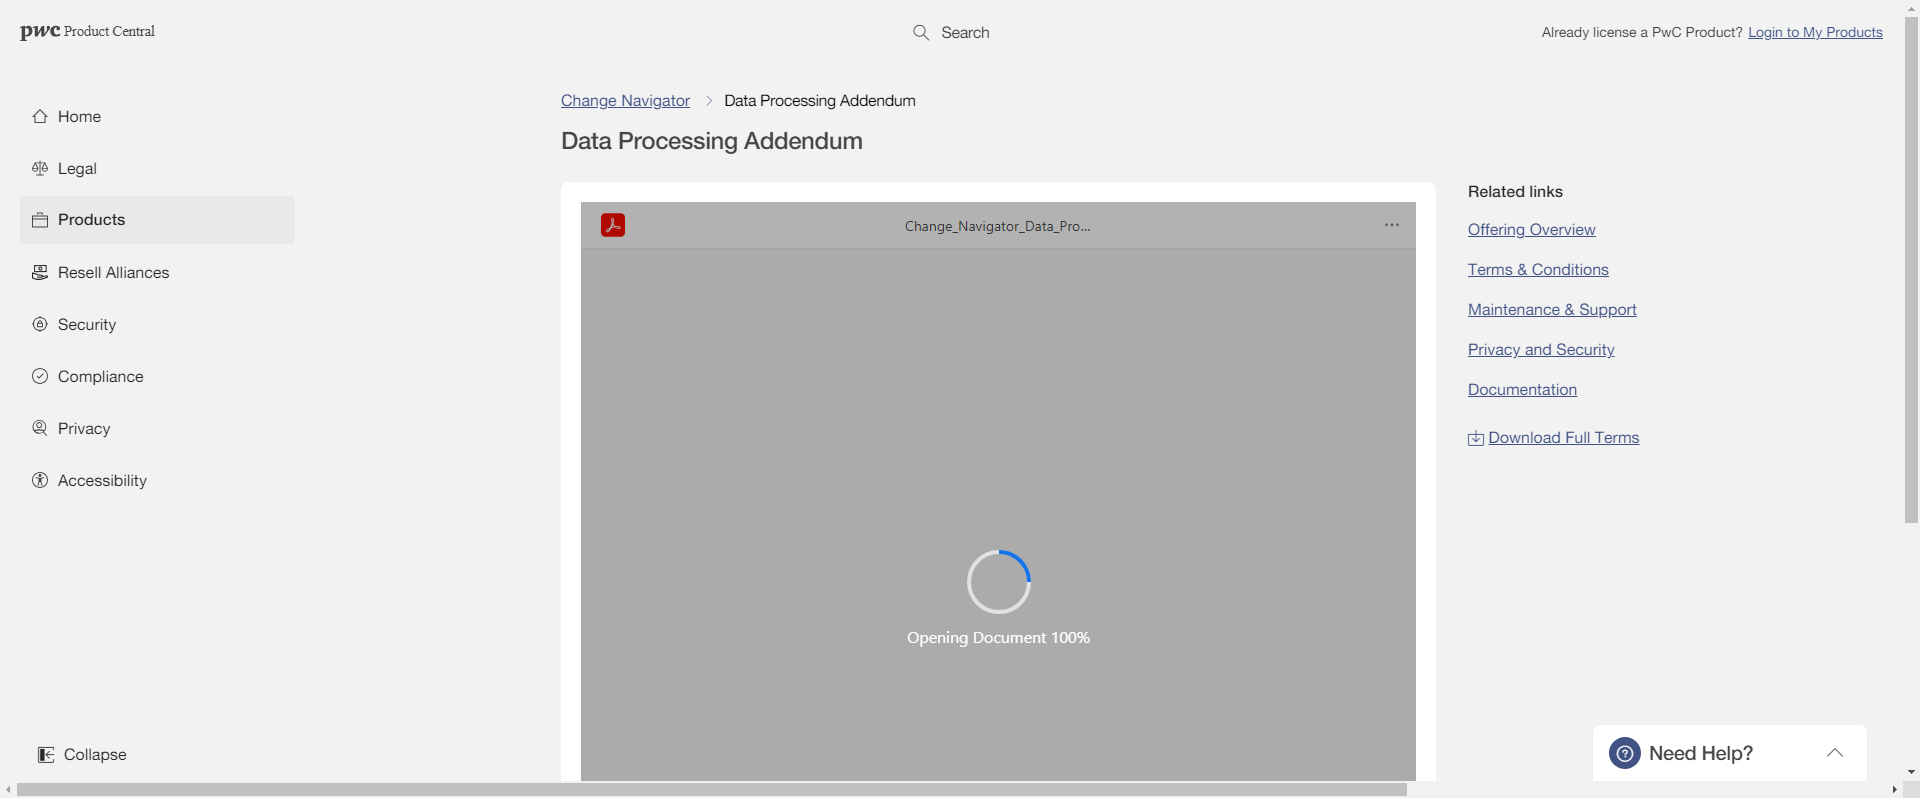 pwc Product Central
Search
Already license a PwC Product? Login to My Products
Home
Legal
Products
Resell Alliances
Security
Compliance
Privacy
Accessibility
Collapse
Change Navigator > Data Processing Addendum
Data Processing Addendum
Change_Navigator_Data_Pro...
Opening Document 100%
Related links
Offering Overview
Terms & Conditions
Maintenance & Support
Privacy and Security
Documentation
Download Full Terms
Need Help?